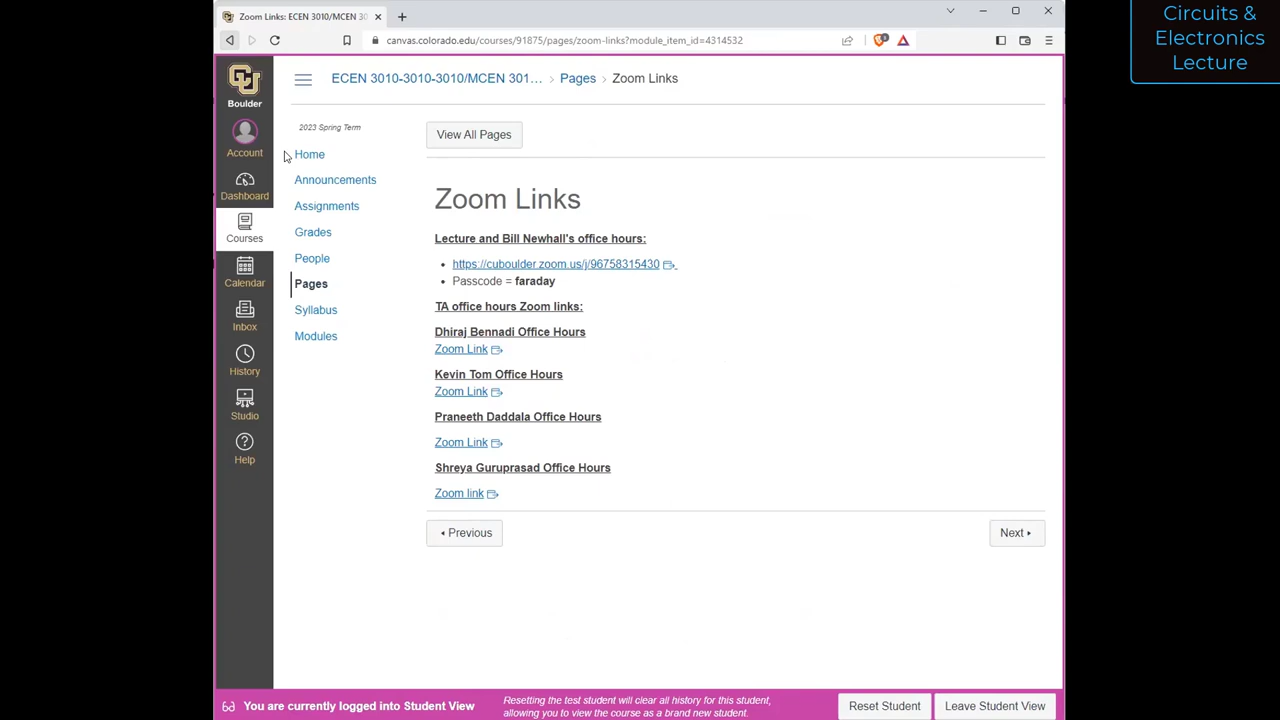 Zoom Links: ECEN 3010/MCEN 30
canvas.colorado.edu/courses/91875/pages/zoom-links?module_item_id=4314532
Circuits &
Electronics
Lecture
Boulder
Account
Dashboard
Courses
Calendar
Inbox
History
Studio
Help
ECEN 3010-3010-3010/MCEN 301… › Pages › Zoom Links
2023 Spring Term
Home
Announcements
Assignments
Grades
People
Pages
Syllabus
Modules
View All Pages
Zoom Links
Lecture and Bill Newhall's office hours:
• https://cuboulder.zoom.us/j/96758315430
• Passcode = faraday
TA office hours Zoom links:
Dhiraj Bennadi Office Hours
Zoom Link
Kevin Tom Office Hours
Zoom Link
Praneeth Daddala Office Hours
Zoom Link
Shreya Guruprasad Office Hours
Zoom link
Previous
Next
You are currently logged into Student View
Resetting the test student will clear all history for this student,
allowing you to view the course as a brand new student.
Reset Student
Leave Student View